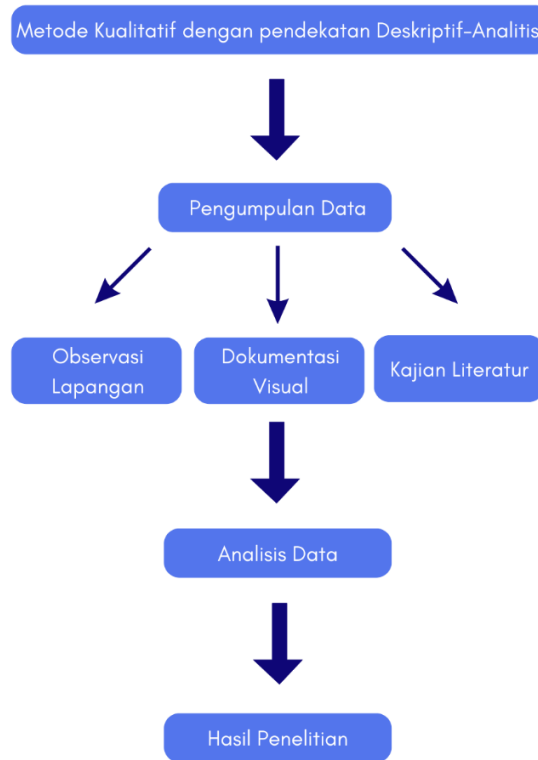 Metode Kualitatif dengan pendekatan Deskriptif-Analitis
Pengumpulan Data
Observasi
Lapangan
Dokumentasi
Visual
Kajian Literatur
Analisis Data
Hasil Penelitian